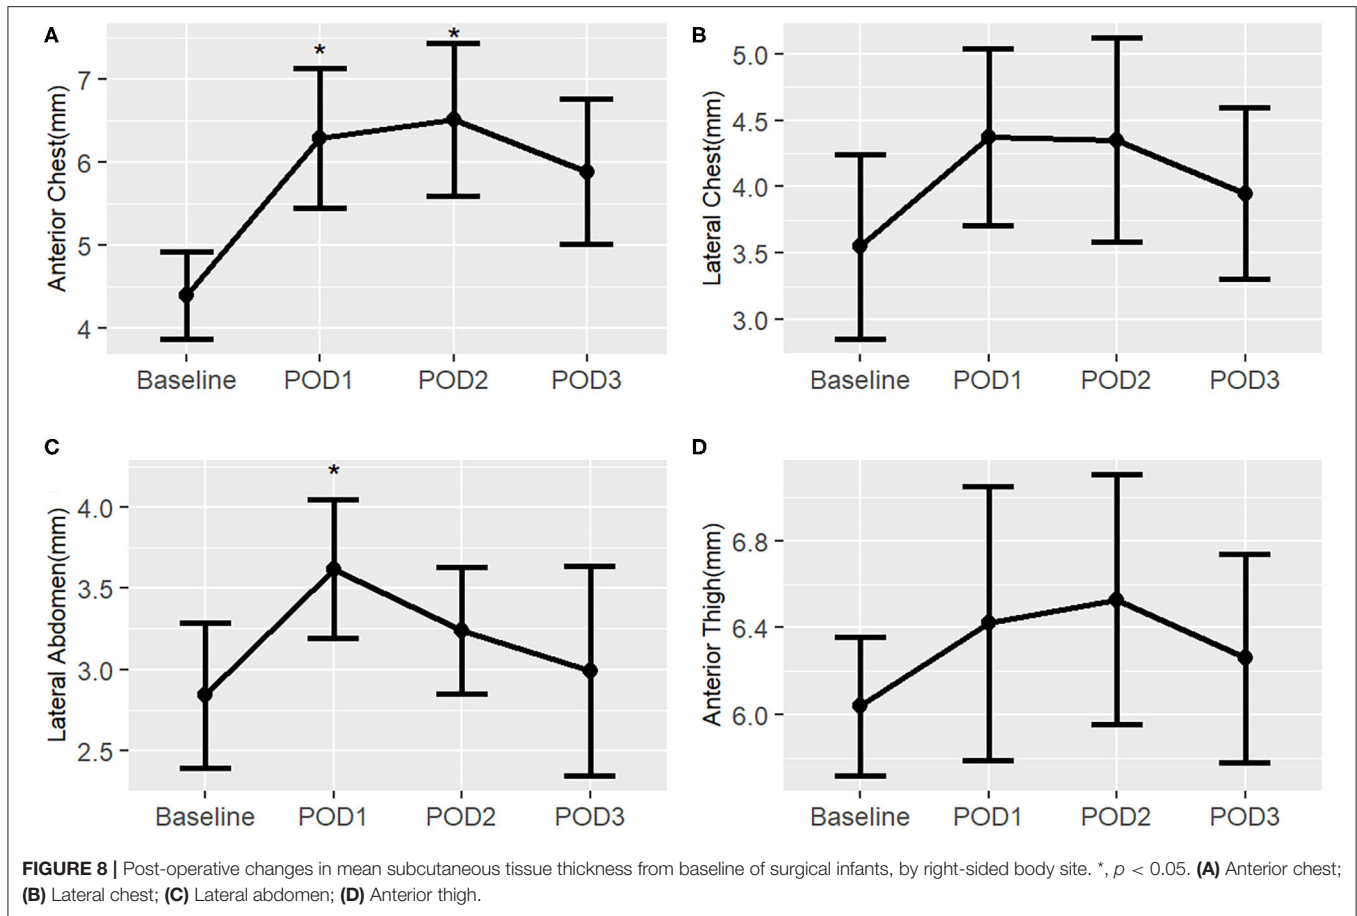 A
*
*
7
6
5
4
Anterior Chest(mm)
Baseline POD1 POD2 POD3
B
5.0
4.5
4.0
3.5
3.0
Lateral Chest(mm)
Baseline POD1 POD2 POD3
C
*
4.0
3.5
3.0
2.5
Lateral Abdomen(mm)
Baseline POD1 POD2 POD3
D
6.8
6.4
6.0
Anterior Thigh(mm)
Baseline POD1 POD2 POD3
FIGURE 8 | Post-operative changes in mean subcutaneous tissue thickness from baseline of surgical infants, by right-sided body site. *, p < 0.05. (A) Anterior chest;
(B) Lateral chest; (C) Lateral abdomen; (D) Anterior thigh.